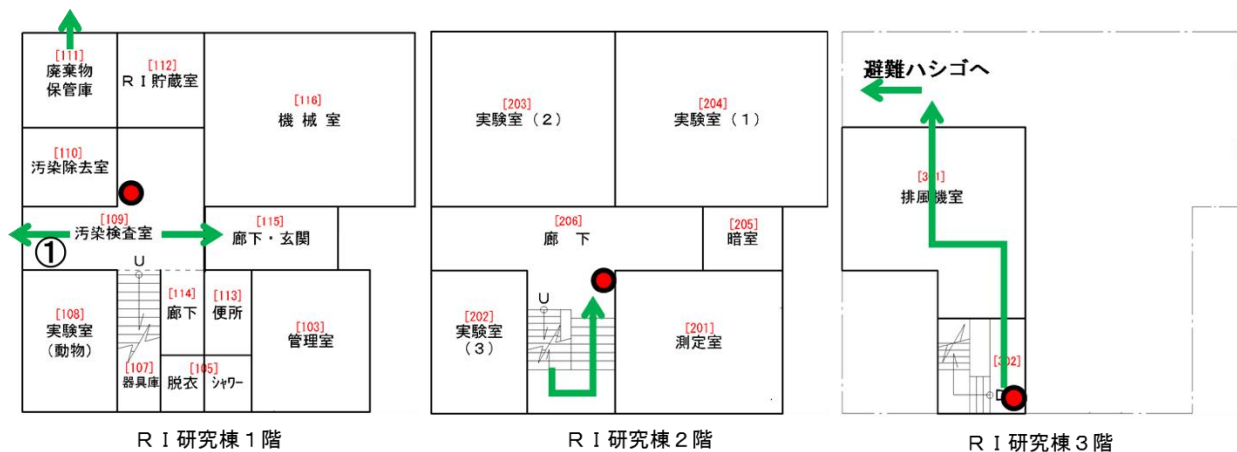 [111]
廃棄物
保管庫
[112]
ＲＩ貯蔵室
[116]
機 械 室
[110]
汚染除去室
[109]
汚染検査室
①
[115]
廊下・玄関
U
[108]
実験室
(動物)
[114]
廊下
[113]
便所
[103]
管理室
[107]
器具庫
[105]
脱衣
ｼｬﾜｰ
ＲＩ研究棟１階
[203]
実験室（２）
[204]
実験室（１）
[206]
廊 下
[205]
暗室
U
[202]
実験室
（３）
[201]
測定室
ＲＩ研究棟２階
避難ハシゴへ
[301]
排風機室
[302]
ＲＩ研究棟３階